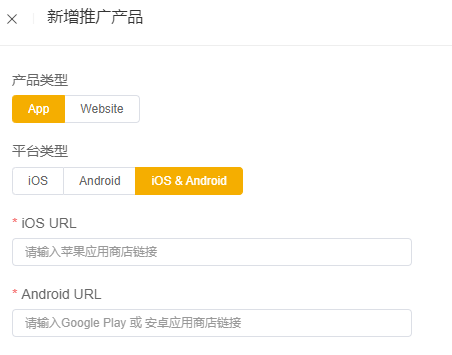 新增推广产品
产品类型
App Website
平台类型
iOS Android iOS & Android
* iOS URL
请输入苹果应用商店链接
* Android URL
请输入Google Play 或 安卓应用商店链接